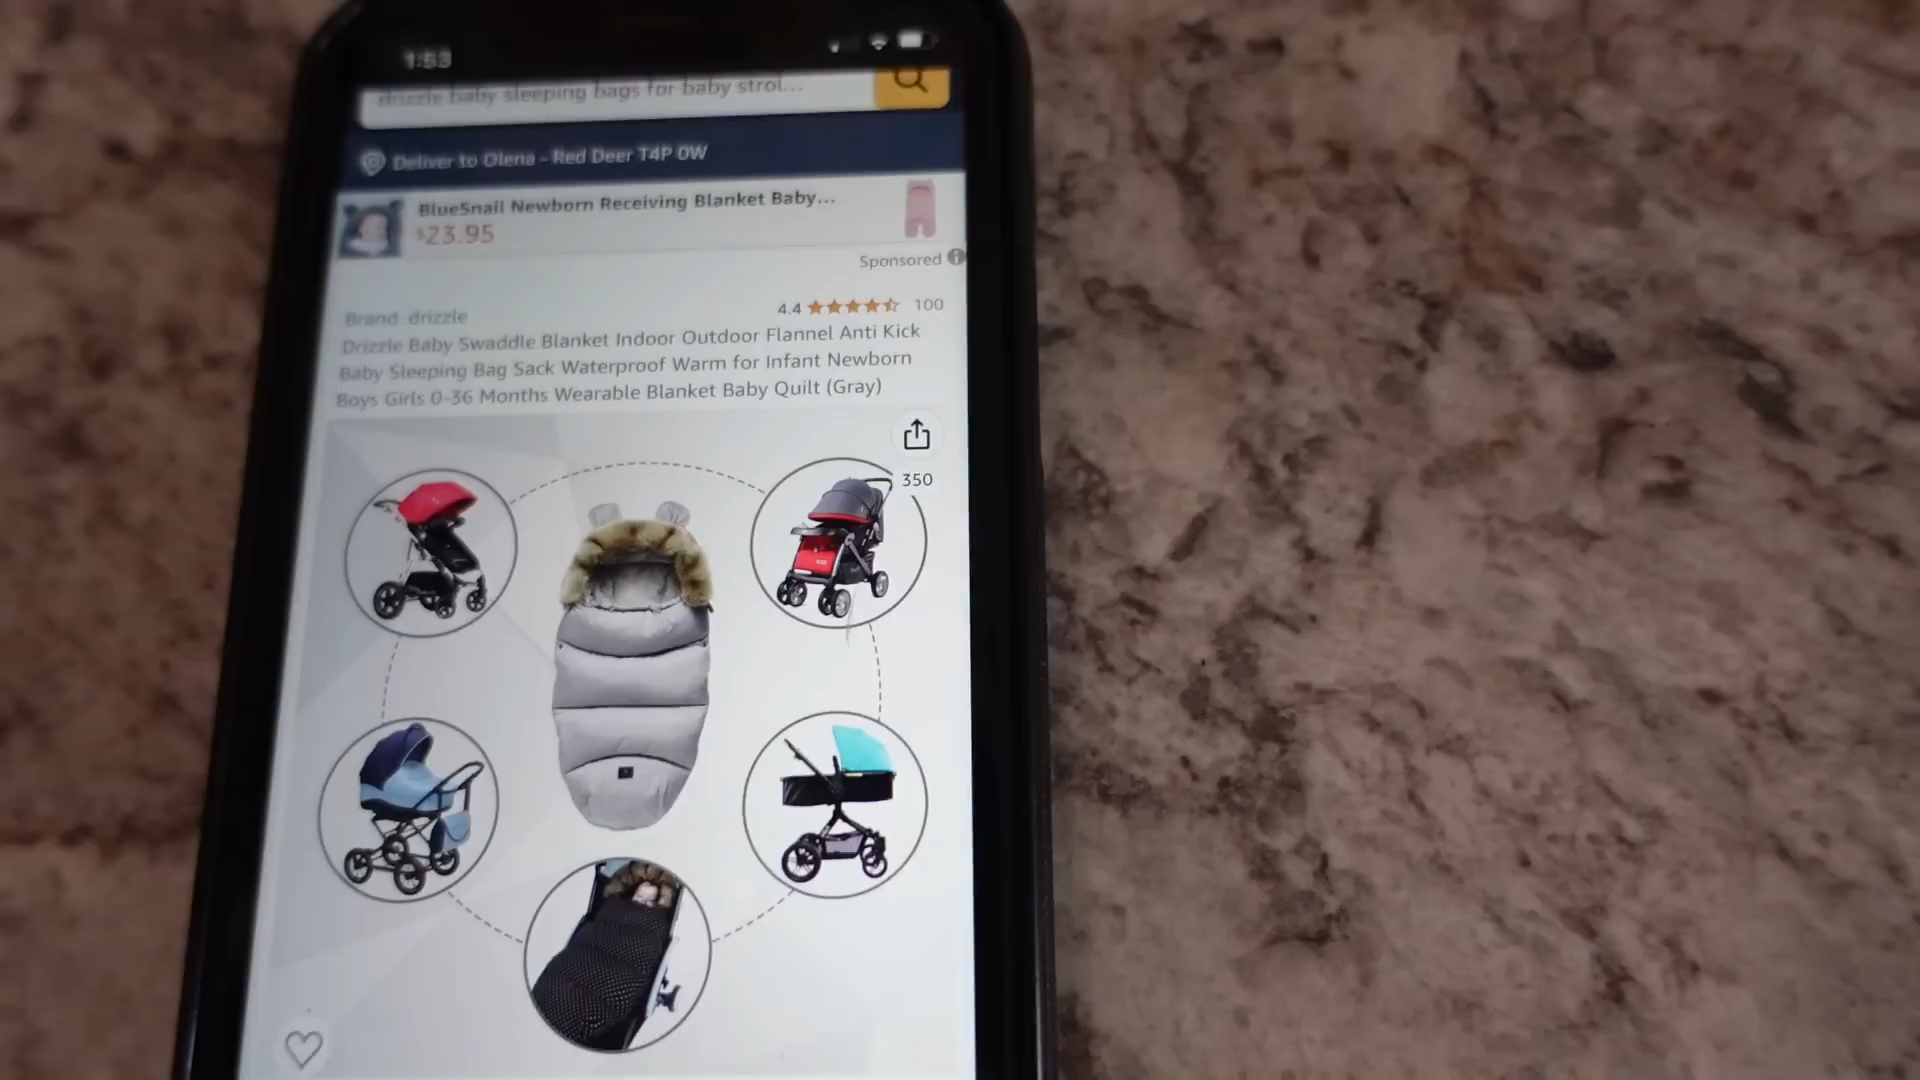 1:53
drizzle baby sleeping bags for baby strol...
Deliver to Olena - Red Deer T4P 0W
BlueSnail Newborn Receiving Blanket Baby...
$23.95
Sponsored
Brand: drizzle
4.4 100
Drizzle Baby Swaddle Blanket Indoor Outdoor Flannel Anti Kick
Baby Sleeping Bag Sack Waterproof Warm for Infant Newborn
Boys Girls 0-36 Months Wearable Blanket Baby Quilt (Gray)
350